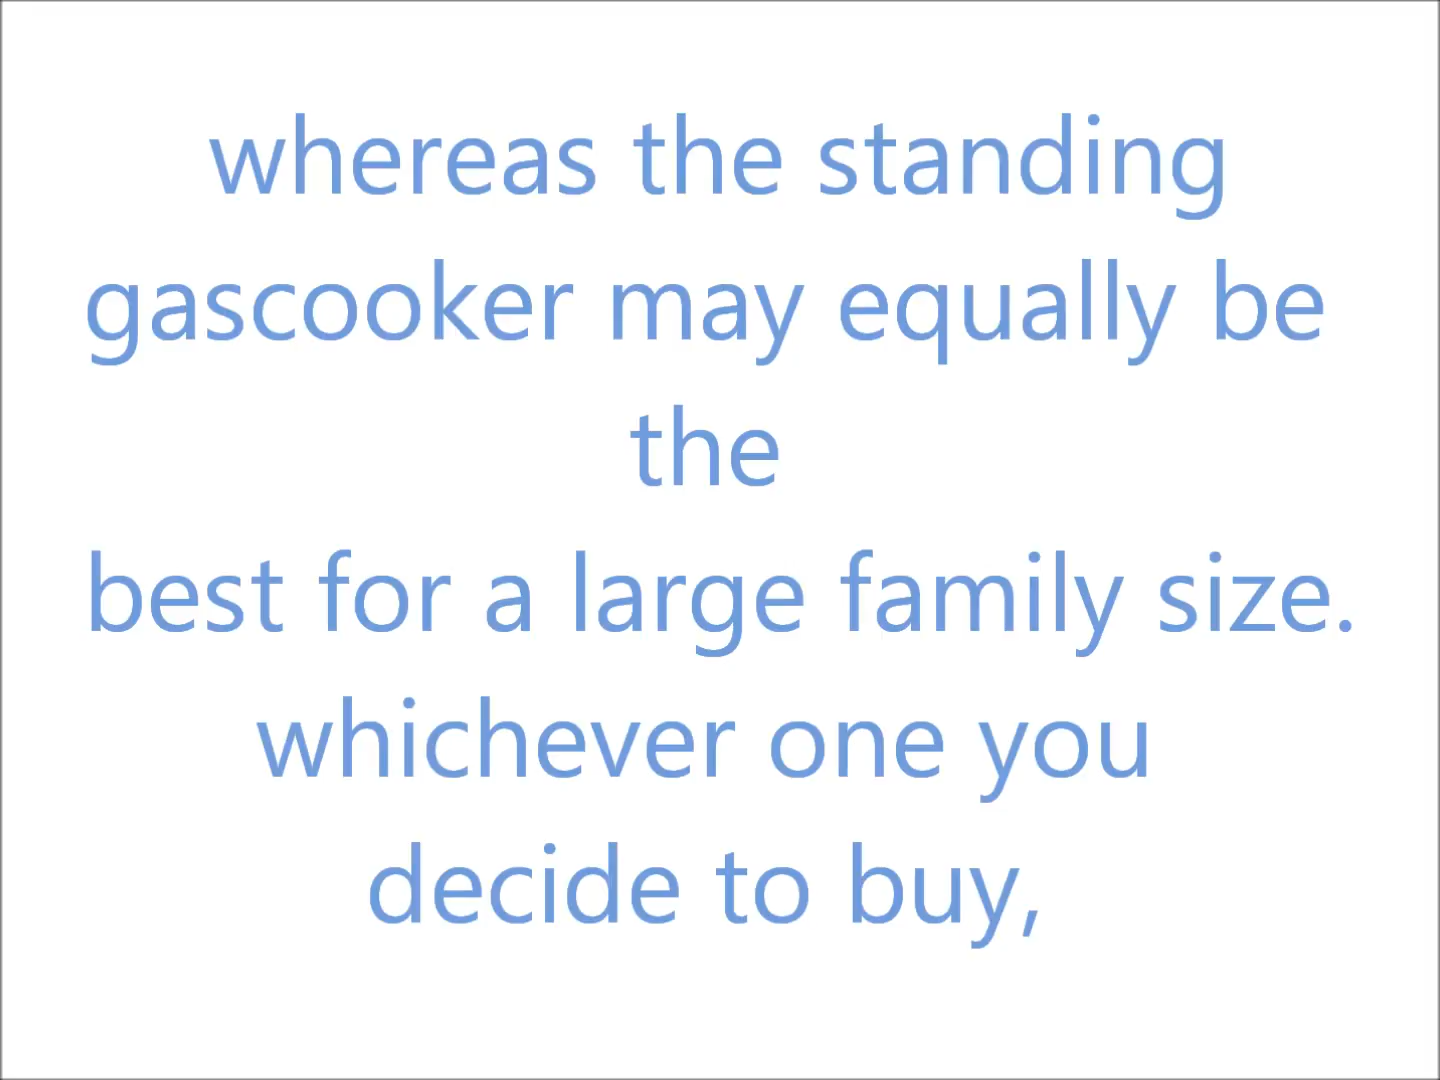 whereas the standing
gascooker may equally be
the
best for a large family size.
whichever one you
decide to buy,